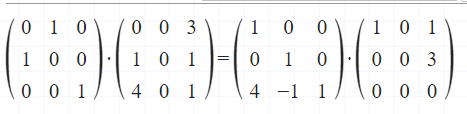 ( 0 1 0 ) ( 0 0 3 ) ( 1 0 0 ) ( 1 0 1 )
( 1 0 0 ) · ( 1 0 1 ) = ( 0 1 0 ) · ( 0 0 3 )
( 0 0 1 ) ( 4 0 1 ) ( 4 −1 1 ) ( 0 0 0 )